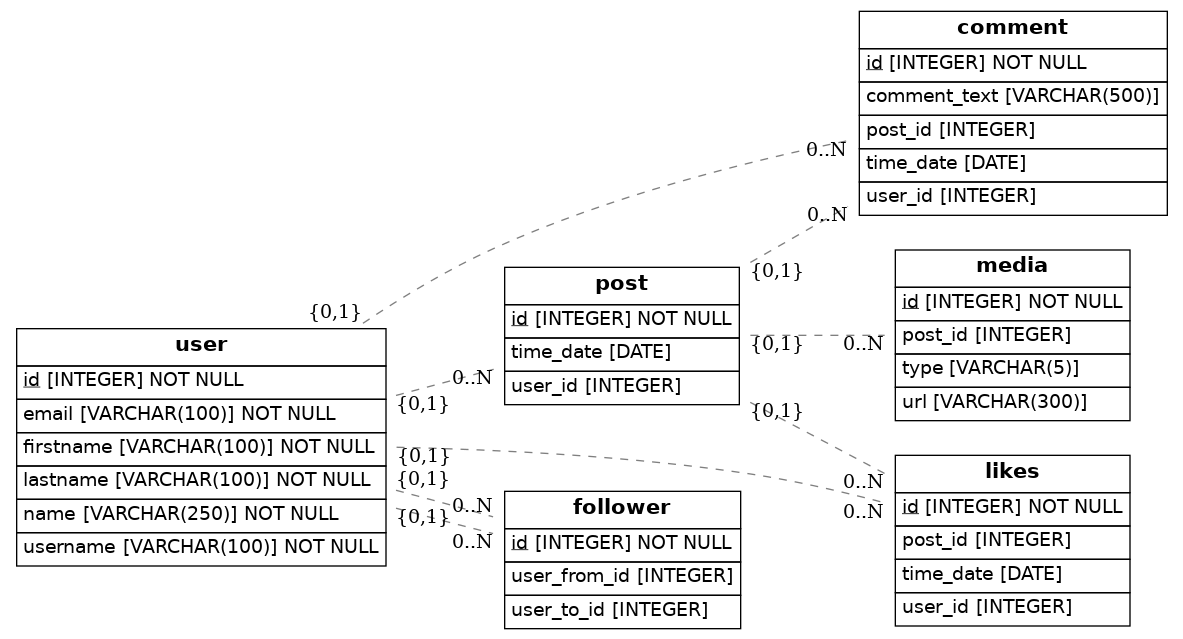 comment
id [INTEGER] NOT NULL
comment_text [VARCHAR(500)]
post_id [INTEGER]
time_date [DATE]
user_id [INTEGER]
0..N
0..N
{0,1}
media
id [INTEGER] NOT NULL
post_id [INTEGER]
type [VARCHAR(5)]
url [VARCHAR(300)]
post
id [INTEGER] NOT NULL
time_date [DATE]
user_id [INTEGER]
{0,1}
0..N
{0,1}
{0,1}
user
id [INTEGER] NOT NULL
email [VARCHAR(100)] NOT NULL
firstname [VARCHAR(100)] NOT NULL
lastname [VARCHAR(100)] NOT NULL
name [VARCHAR(250)] NOT NULL
username [VARCHAR(100)] NOT NULL
0..N
{0,1}
{0,1}
{0,1}
0..N
{0,1}
0..N
follower
id [INTEGER] NOT NULL
user_from_id [INTEGER]
user_to_id [INTEGER]
0..N
0..N
likes
id [INTEGER] NOT NULL
post_id [INTEGER]
time_date [DATE]
user_id [INTEGER]